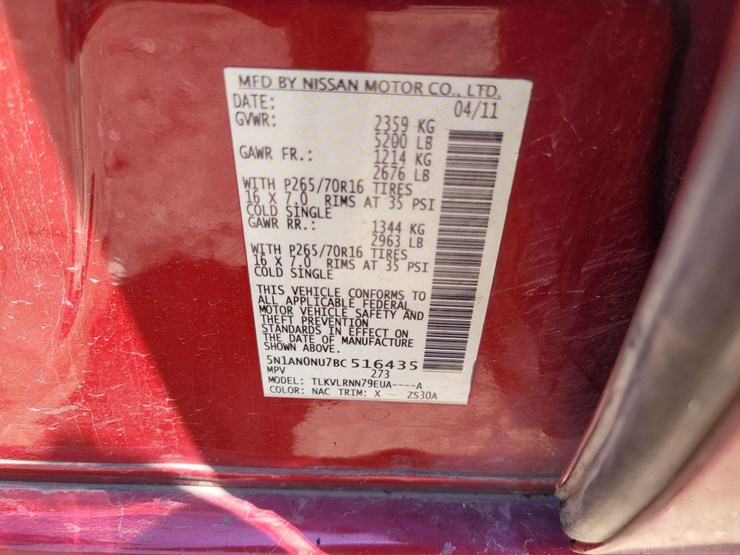 MFD BY NISSAN MOTOR CO., LTD.
DATE: 04/11
GVWR: 2359 KG
5200 LB
GAWR FR.: 1214 KG
2676 LB
WITH P265/70R16 TIRES
16 X 7.0 RIMS AT 35 PSI
COLD SINGLE
GAWR RR.: 1344 KG
2963 LB
WITH P265/70R16 TIRES
16 X 7.0 RIMS AT 35 PSI
COLD SINGLE
THIS VEHICLE CONFORMS TO
ALL APPLICABLE FEDERAL
MOTOR VEHICLE SAFETY AND
THEFT PREVENTION
STANDARDS IN EFFECT ON
THE DATE OF MANUFACTURE
SHOWN ABOVE.
5N1AN0NU7BC 516435
MPV 273
MODEL: TLKVLRNN79EUA----A
COLOR: NAC TRIM: X ZS30A